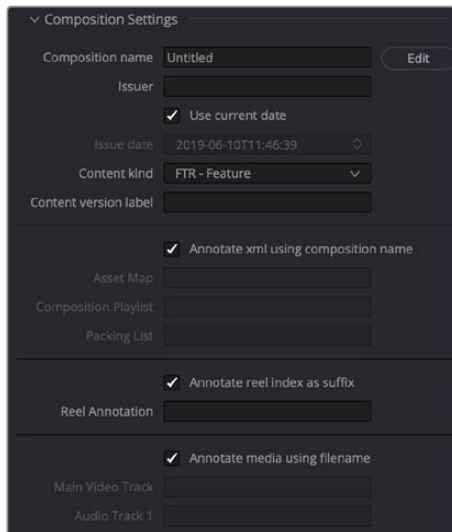 Composition Settings
Composition name Untitled Edit
Issuer
Use current date
Issue date 2019-06-10T11:46:39
Content kind FTR - Feature
Content version label
Annotate xml using composition name
Asset Map
Composition Playlist
Packing List
Annotate reel index as suffix
Reel Annotation
Annotate media using filename
Main Video Track
Audio Track 1